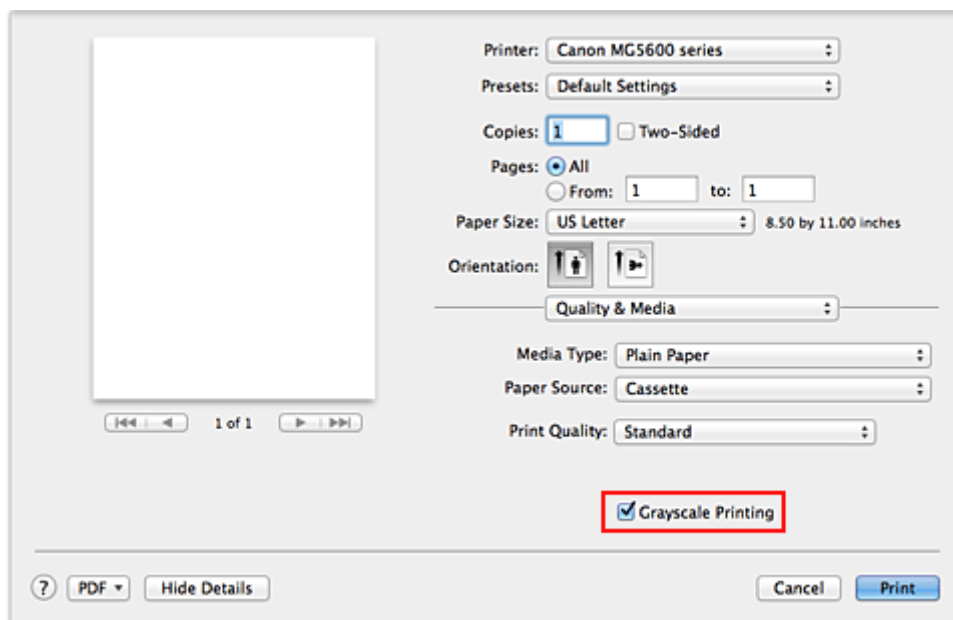 Printer: Canon MG5600 series
Presets: Default Settings
Copies: 1 Two-Sided
Pages: All
From: 1 to: 1
Paper Size: US Letter 8.50 by 11.00 inches
Orientation:
Quality & Media
Media Type: Plain Paper
Paper Source: Cassette
1 of 1
Print Quality: Standard
Grayscale Printing
? PDF Hide Details Cancel Print